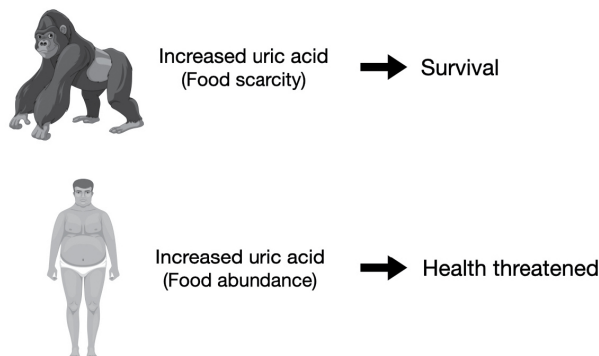 Increased uric acid
(Food scarcity)
Survival
Increased uric acid
(Food abundance)
Health threatened